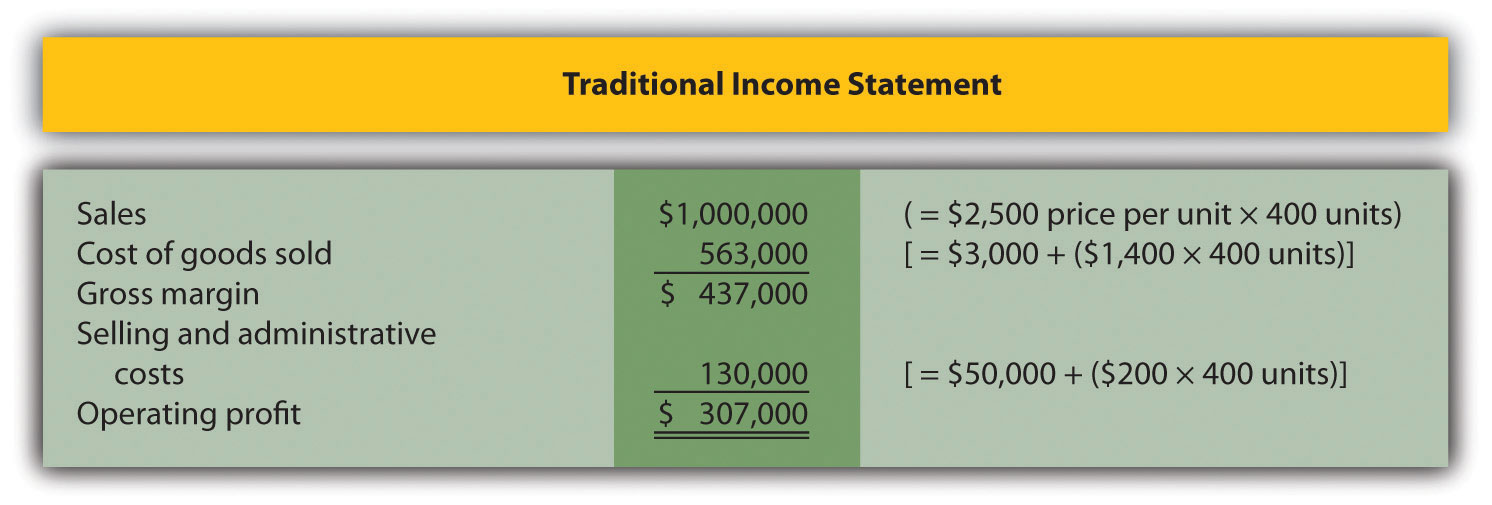 Traditional Income Statement
Sales $1,000,000 ( = $2,500 price per unit × 400 units)
Cost of goods sold 563,000 [ = $3,000 + ($1,400 × 400 units)]
Gross margin $ 437,000
Selling and administrative
costs 130,000 [ = $50,000 + ($200 × 400 units)]
Operating profit $ 307,000